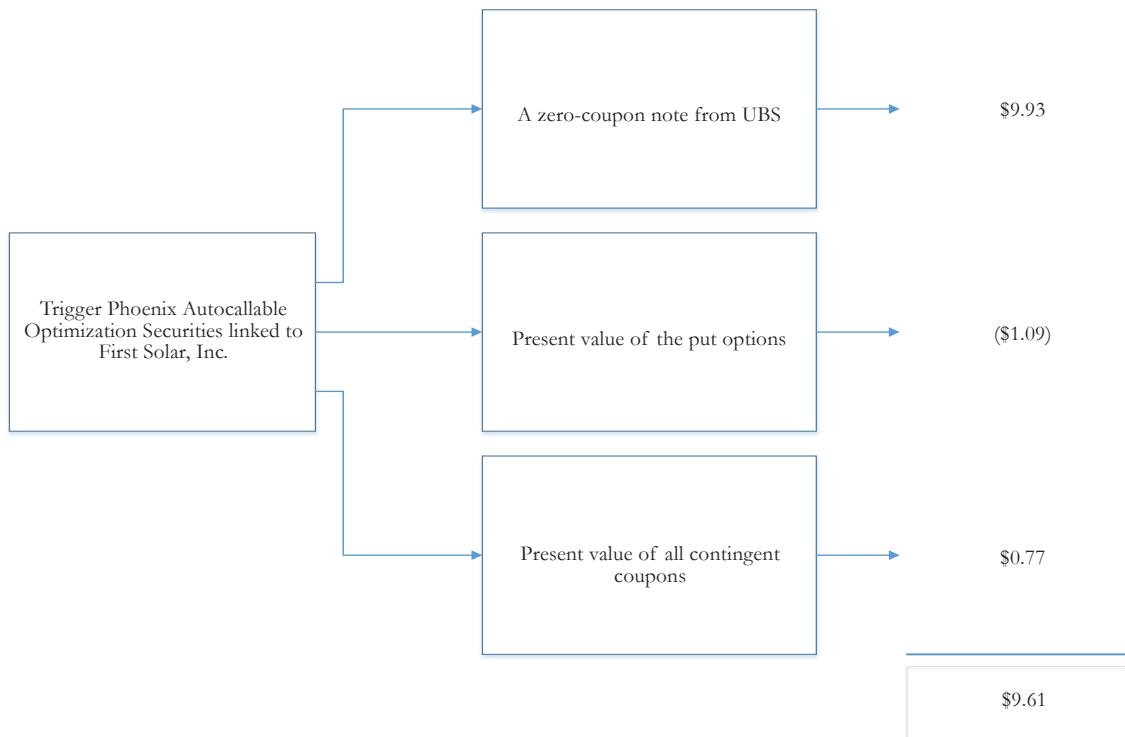 A zero-coupon note from UBS
$9.93
Trigger Phoenix Autocallable
Optimization Securities linked to
First Solar, Inc.
Present value of the put options
($1.09)
Present value of all contingent
coupons
$0.77
$9.61